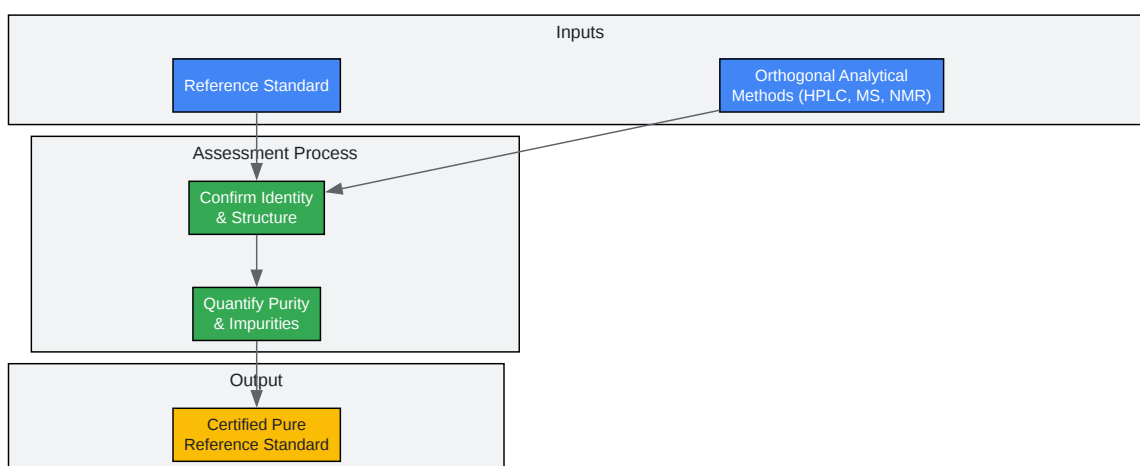 Inputs
Reference Standard
Orthogonal Analytical
Methods (HPLC, MS, NMR)
Assessment Process
Confirm Identity
& Structure
Quantify Purity
& Impurities
Output
Certified Pure
Reference Standard